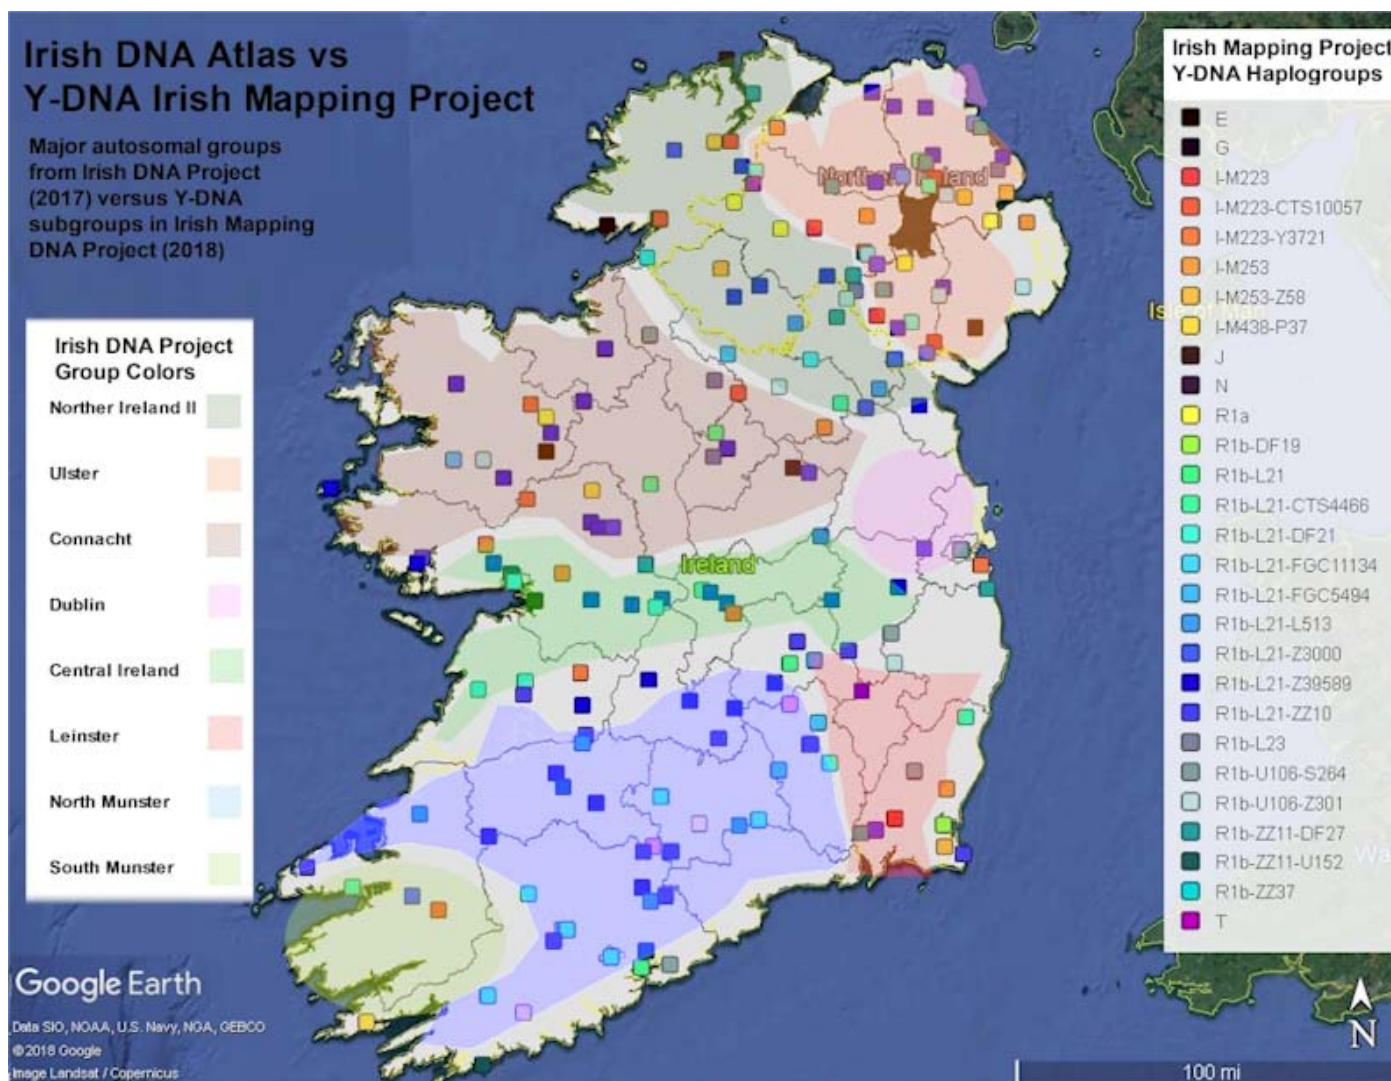 Irish DNA Atlas vs
Y-DNA Irish Mapping Project
Major autosomal groups
from Irish DNA Project
(2017) versus Y-DNA
subgroups in Irish Mapping
DNA Project (2018)
Irish DNA Project
Group Colors
Norther Ireland II
Ulster
Connacht
Dublin
Central Ireland
Leinster
North Munster
South Munster
Northern Ireland
Ireland
Isle of Man
Wa
Irish Mapping Project
Y-DNA Haplogroups
E
G
I-M223
I-M223-CTS10057
I-M223-Y3721
I-M253
I-M253-Z58
I-M438-P37
J
N
R1a
R1b-DF19
R1b-L21
R1b-L21-CTS4466
R1b-L21-DF21
R1b-L21-FGC11134
R1b-L21-FGC5494
R1b-L21-L513
R1b-L21-Z3000
R1b-L21-Z39589
R1b-L21-ZZ10
R1b-L23
R1b-U106-S264
R1b-U106-Z301
R1b-ZZ11-DF27
R1b-ZZ11-U152
R1b-ZZ37
T
Google Earth
Data SIO, NOAA, U.S. Navy, NGA, GEBCO
©2018 Google
Image Landsat / Copernicus
N
100 mi